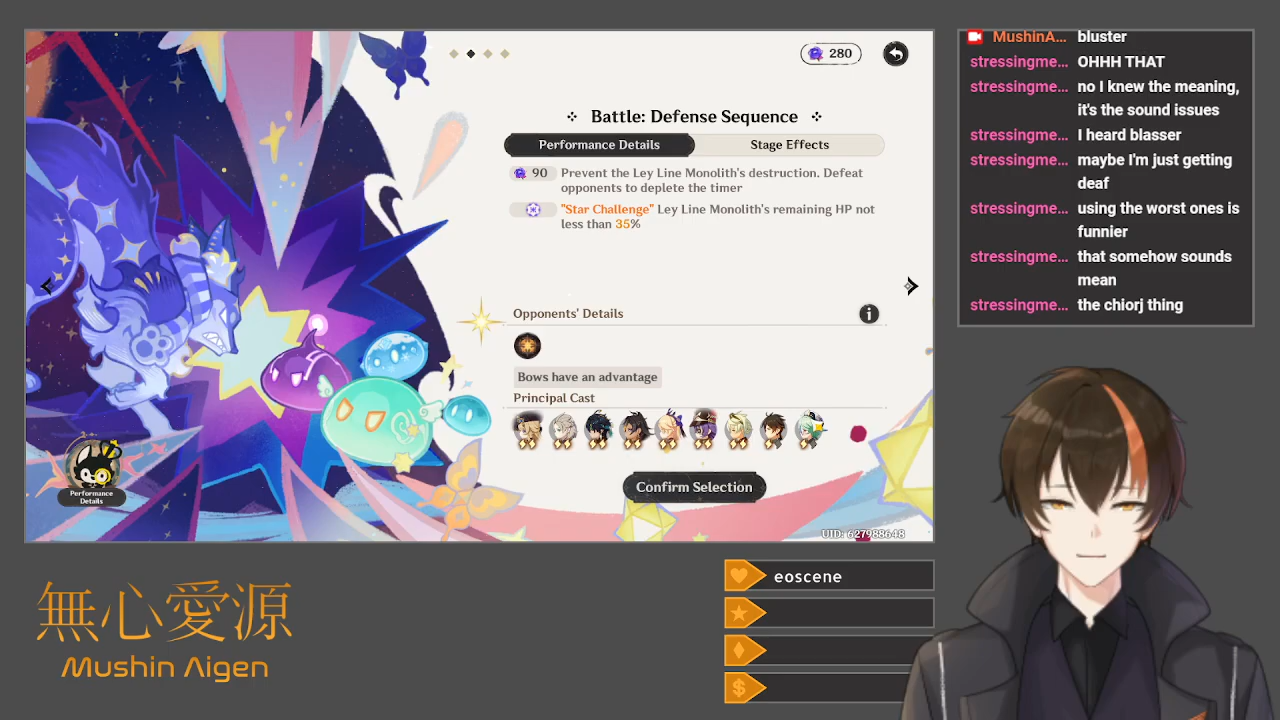 280
Battle: Defense Sequence
Performance Details
Stage Effects
90 Prevent the Ley Line Monolith's destruction. Defeat
opponents to deplete the timer
"Star Challenge" Ley Line Monolith's remaining HP not
less than 35%
Opponents' Details
Bows have an advantage
Principal Cast
Confirm Selection
Performance
Details
UID: 627988648
MushinA... bluster
stressingme... OHHH THAT
stressingme... no I knew the meaning,
it's the sound issues
stressingme... I heard blasser
stressingme... maybe I'm just getting
deaf
stressingme... using the worst ones is
funnier
stressingme... that somehow sounds
mean
stressingme... the chiorj thing
無心愛源
Mushin Aigen
eoscene
$